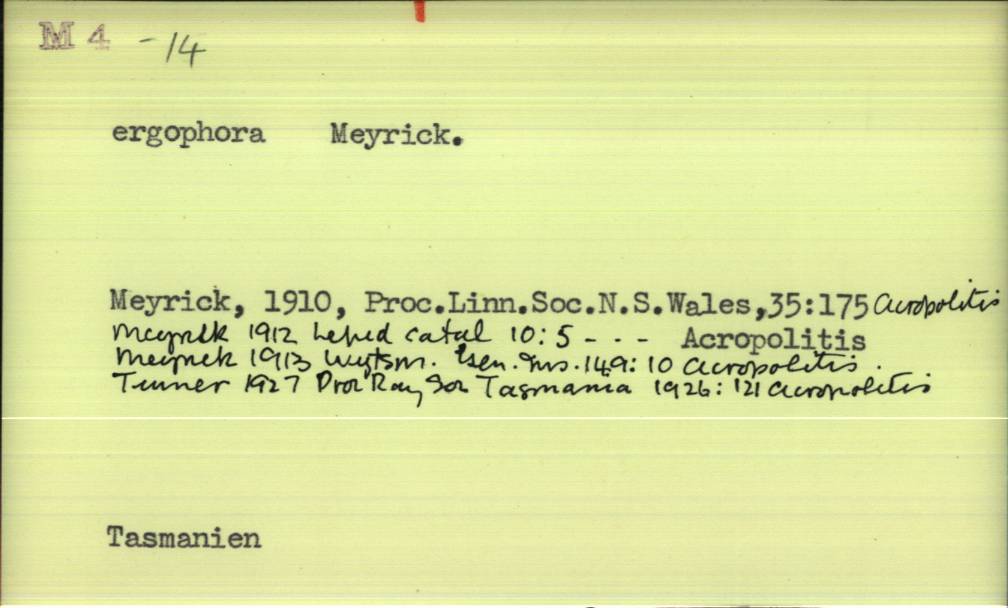 M 4 - 14
ergophora Meyrick.
Meyrick, 1910, Proc.Linn.Soc.N.S.Wales,35:175 Acropolitis
Meyrick 1912 Lepid catal 10: 5 - - - Acropolitis
Meyrick 1913 Wytsm. Gen. Ins. 149: 10 Acropolitis.
Turner 1927 Proc Roy Soc Tasmania 1926: 121 Acropolitis
Tasmanien